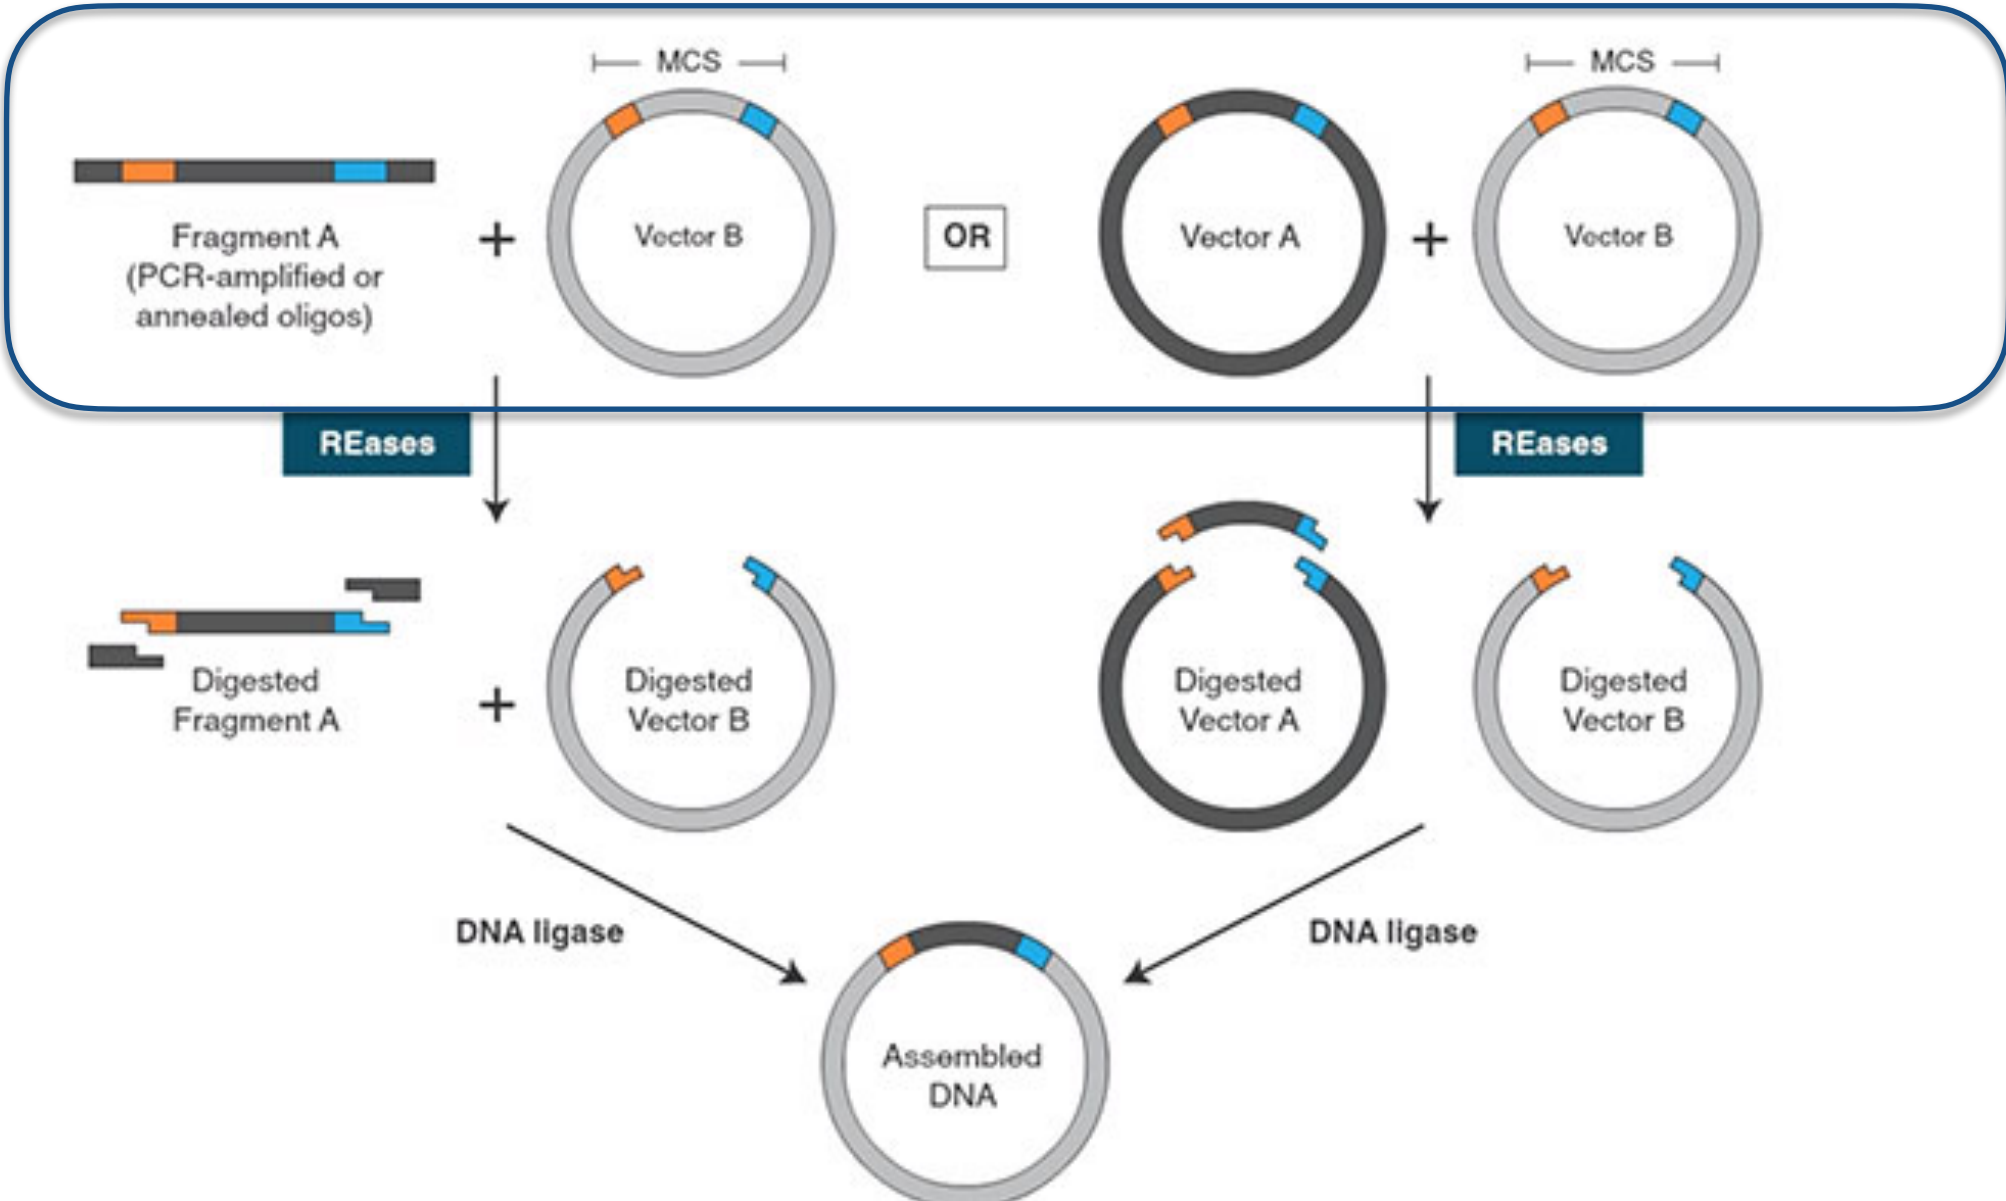 MCS
MCS
Fragment A
(PCR-amplified or
annealed oligos)
+
Vector B
OR
Vector A
+
Vector B
REases
REases
Digested
Fragment A
+
Digested
Vector B
Digested
Vector A
Digested
Vector B
DNA ligase
DNA ligase
Assembled
DNA